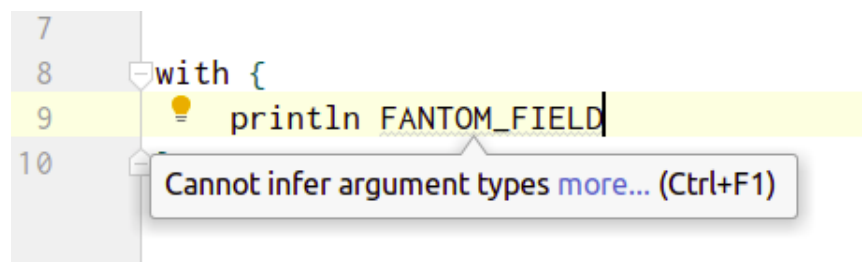 7
8 with {
9 println FANTOM_FIELD
10
Cannot infer argument types more... (Ctrl+F1)